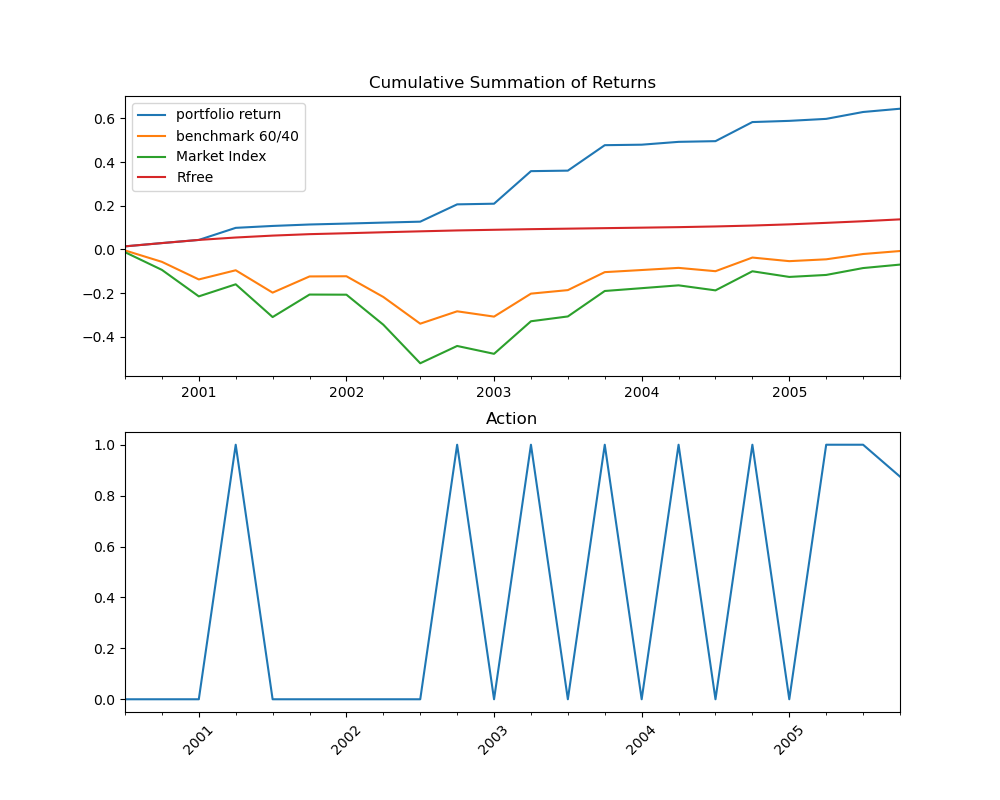 Cumulative Summation of Returns
0.6
0.4
0.2
0.0
−0.2
−0.4
portfolio return
benchmark 60/40
Market Index
Rfree
2001 2002 2003 2004 2005
Action
1.0
0.8
0.6
0.4
0.2
0.0
2001 2002 2003 2004 2005